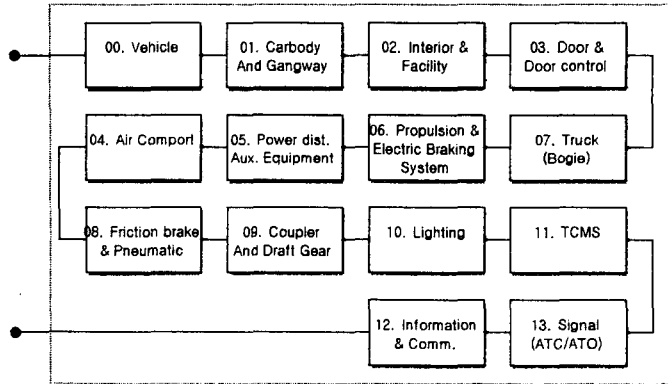 00. Vehicle
01. Carbody
And Gangway
02. Interior &
Facility
03. Door &
Door control
04. Air Comport
05. Power dist.
Aux. Equipment
06. Propulsion &
Electric Braking
System
07. Truck
(Bogie)
08. Friction brake
& Pneumatic
09. Coupler
And Draft Gear
10. Lighting
11. TCMS
12. Information
& Comm.
13. Signal
(ATC/ATO)